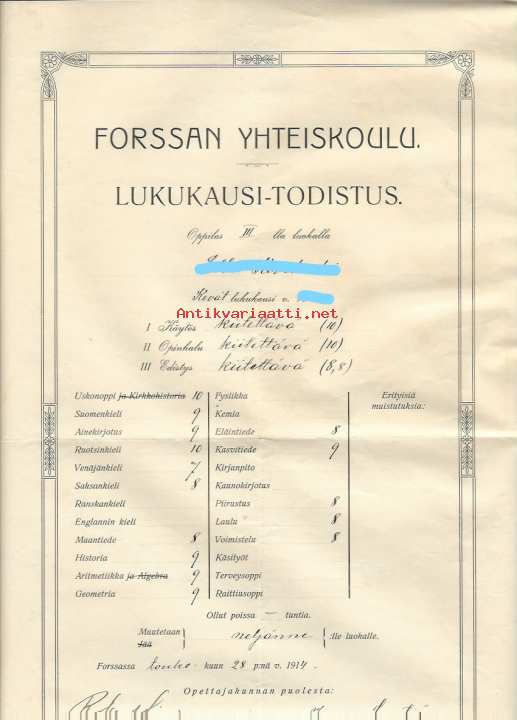 FORSSAN YHTEISKOULU.
LUKUKAUSI-TODISTUS.
Oppilas III lla luokalla
Kevät lukukausi v.
Antikvariaatti.net
I Käytös kiitettävä (10)
II Opinhalu kiitettävä (10)
III Edistys kiitettävä (8,8)
Uskonoppi ja Kirkkohistoria 10 Fysiikka Erityisiä
muistutuksia:
Suomenkieli 9 Kemia
Ainekirjoitus 9 Eläintiede 8
Ruotsinkieli 10 Kasvitiede 9
Venäjänkieli 7 Kirjanpito
Saksankieli 8 Kaunokirjotus
Ranskankieli Piirustus 8
Englannin kieli Laulu 8
Maantiede 8 Voimistelu 8
Historia 9 Käsityöt
Aritmetiikka ja Algebra 9 Terveysoppi
Geometria 9 Raittiusoppi
Ollut poissa — tuntia.
Muutetaan
Jää neljänne :lle luokalle.
Forssassa touko kuun 28 p:nä v. 1914.
Opettajakunnan puolesta: